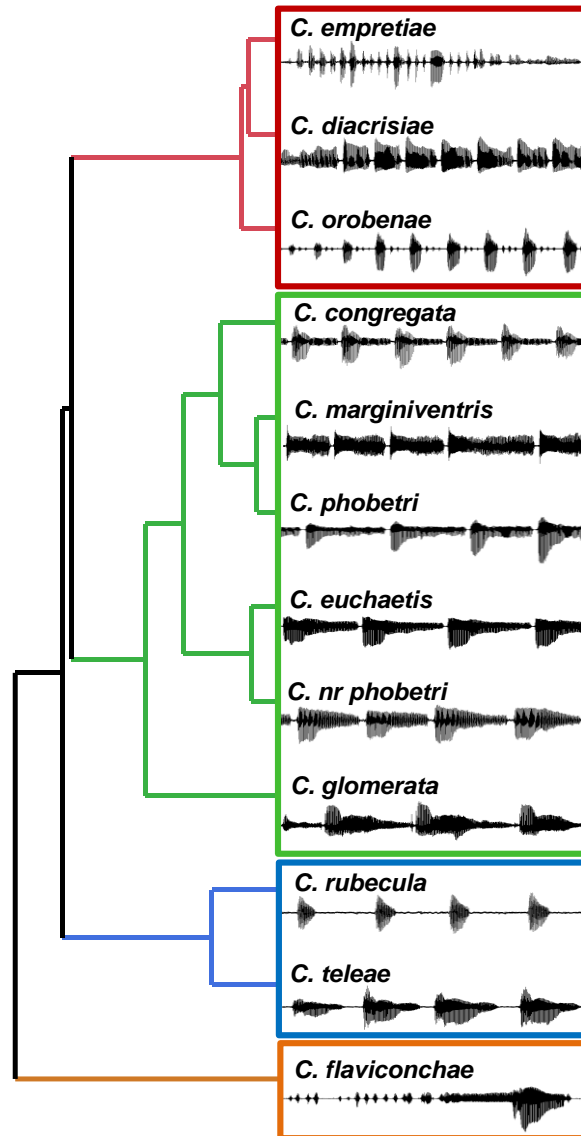 C. empretiae
C. diacrisiae
C. orobenae
C. congregata
C. marginiventris
C. phobetri
C. euchaetis
C. nr phobetri
C. glomerata
C. rubecula
C. teleae
C. flaviconchae